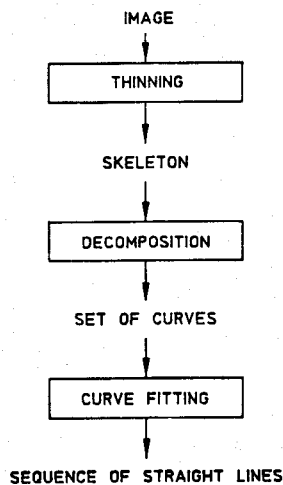 IMAGE
THINNING
SKELETON
DECOMPOSITION
SET OF CURVES
CURVE FITTING
SEQUENCE OF STRAIGHT LINES